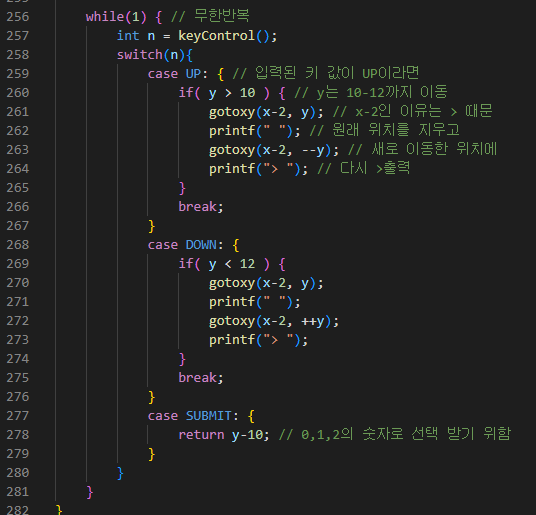 256 while(1) { // 무한반복
257 int n = keyControl();
258 switch(n){
259 case UP: { // 입력된 키 값이 UP이라면
260 if( y > 10 ) { // y는 10-12까지 이동
261 gotoxy(x-2, y); // x-2인 이유는 > 때문
262 printf(" "); // 원래 위치를 지우고
263 gotoxy(x-2, --y); // 새로 이동한 위치에
264 printf("> "); // 다시 >출력
265 }
266 break;
267 }
268 case DOWN: {
269 if( y < 12 ) {
270 gotoxy(x-2, y);
271 printf(" ");
272 gotoxy(x-2, ++y);
273 printf("> ");
274 }
275 break;
276 }
277 case SUBMIT: {
278 return y-10; // 0,1,2의 숫자로 선택 받기 위함
279 }
280 }
281 }
282 }